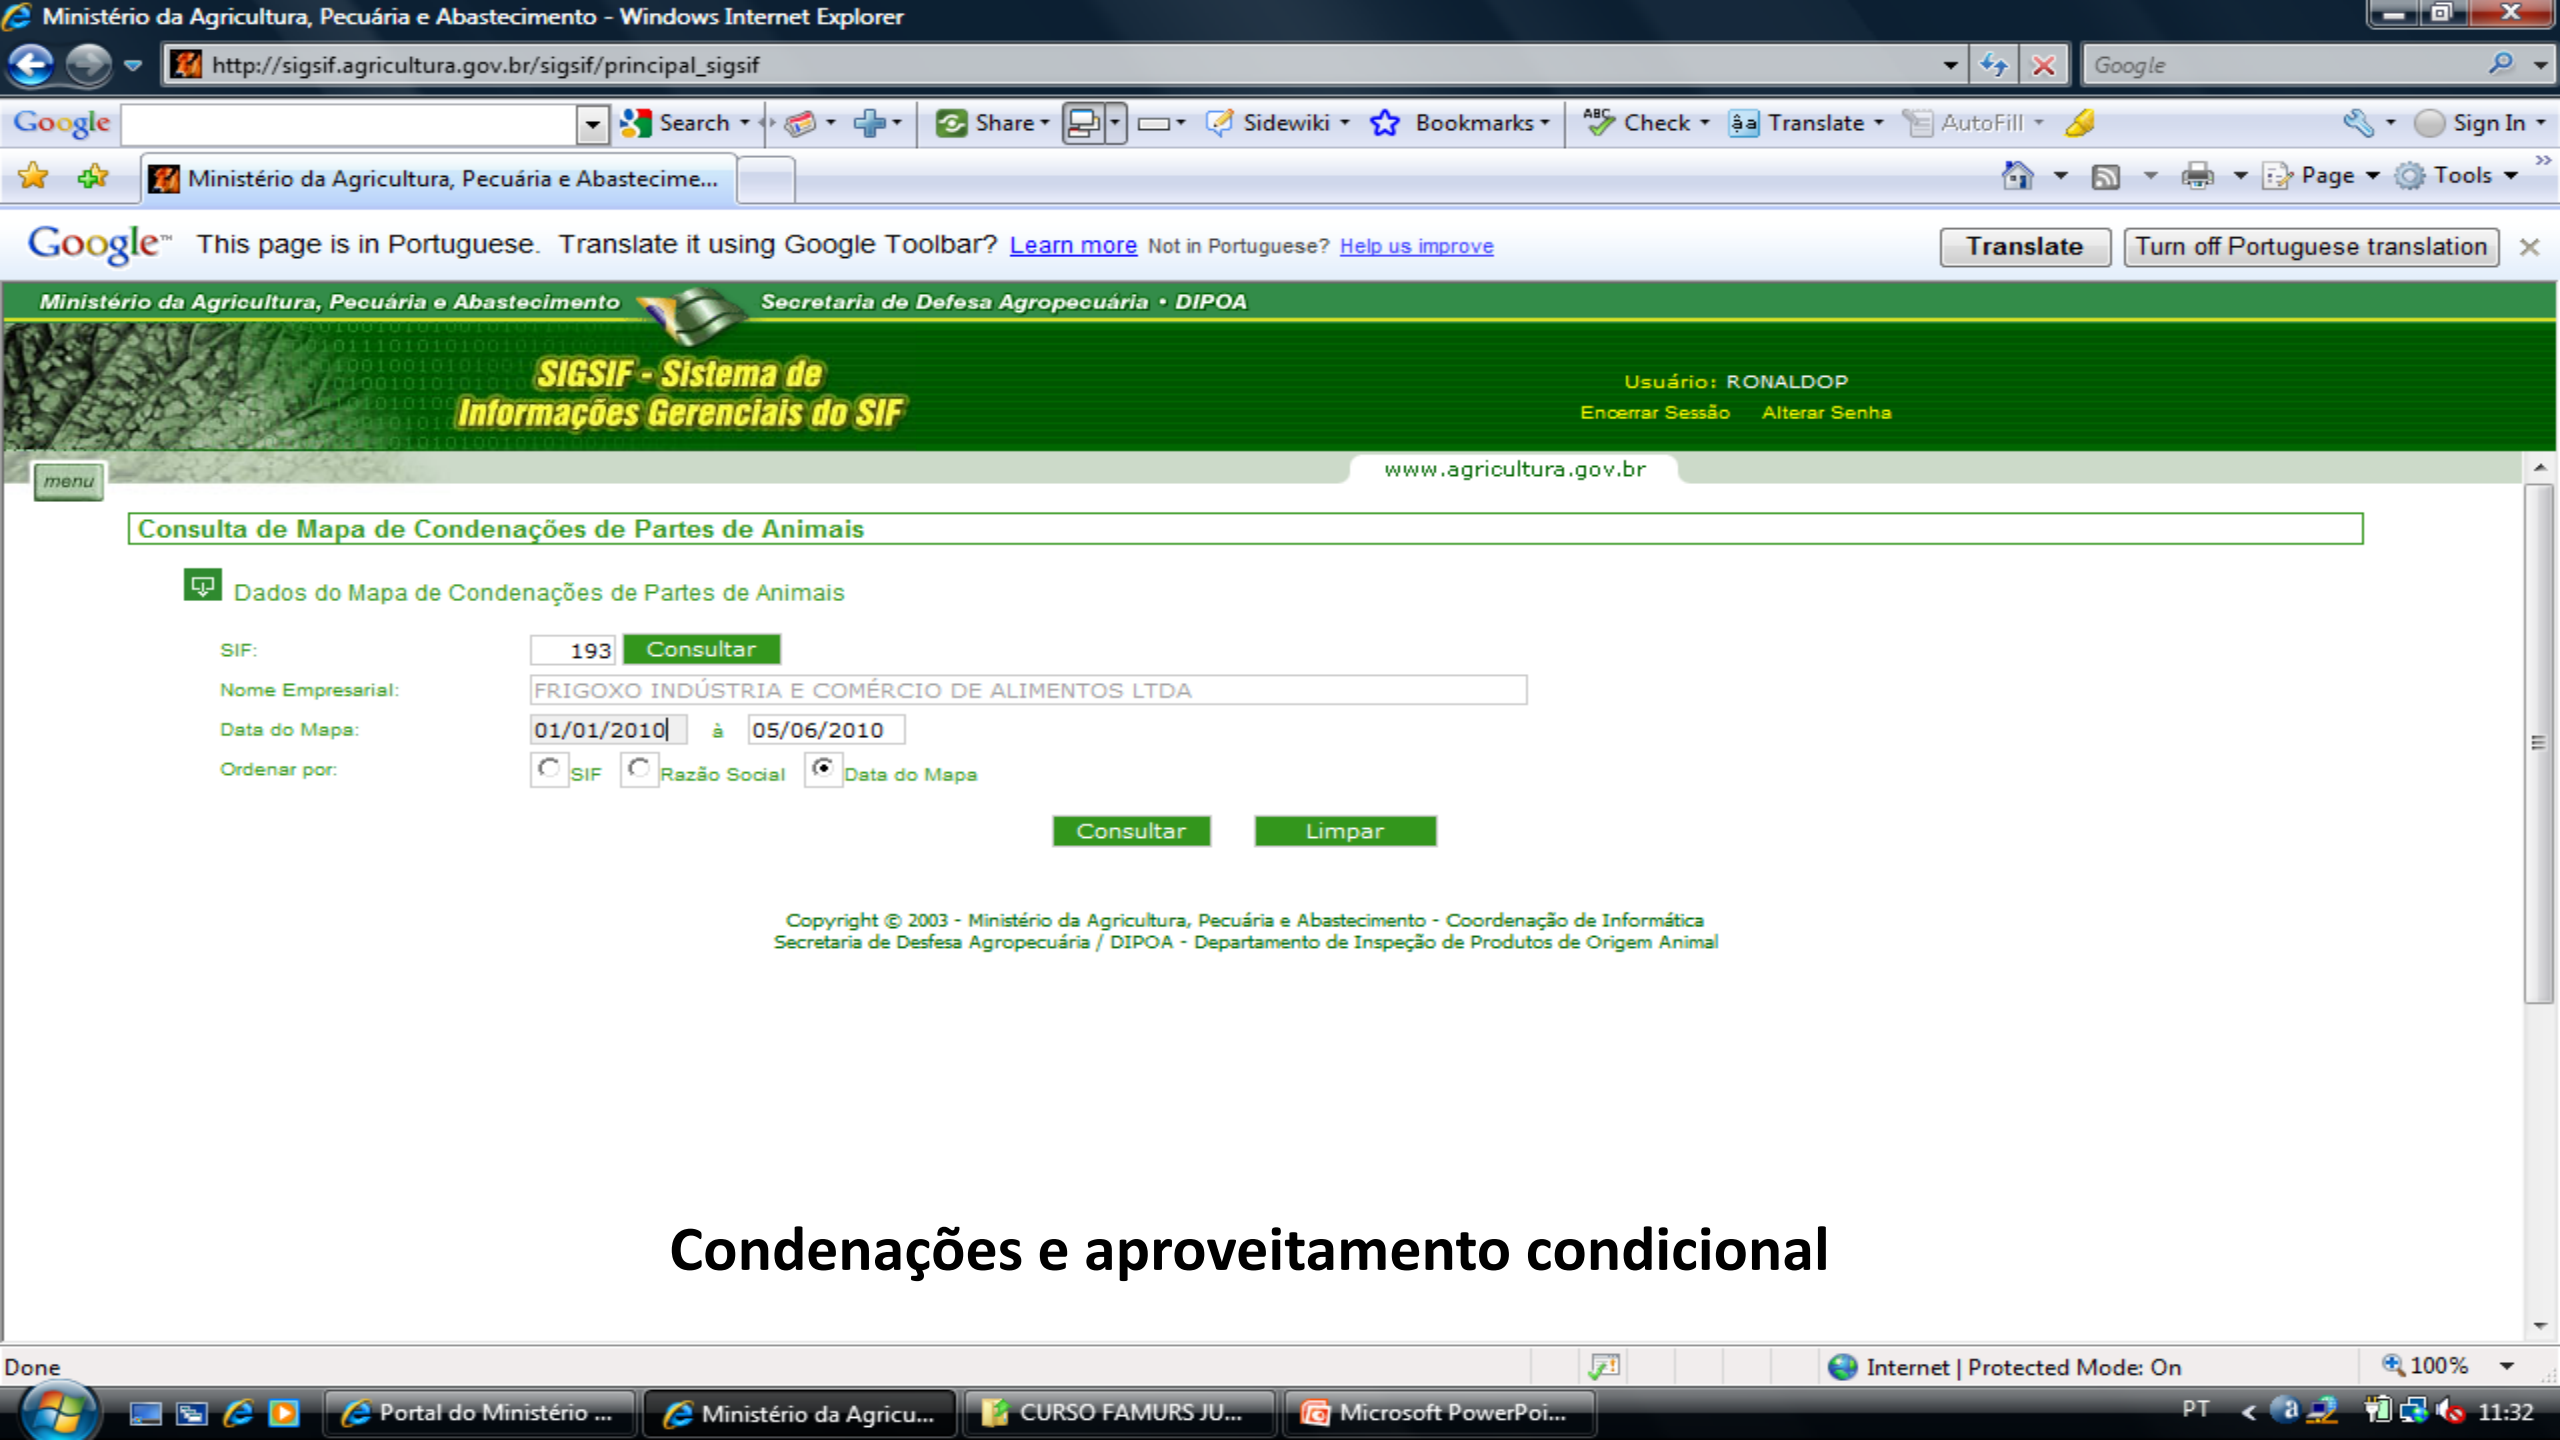 Ministério da Agricultura, Pecuária e Abastecimento - Windows Internet Explorer
http://sigsif.agricultura.gov.br/sigsif/principal_sigsif
Google
Google Search Share Sidewiki Bookmarks Check Translate AutoFill Sign In
Ministério da Agricultura, Pecuária e Abastecime... Page Tools
Google™ This page is in Portuguese. Translate it using Google Toolbar? Learn more Not in Portuguese? Help us improve Translate Turn off Portuguese translation
Ministério da Agricultura, Pecuária e Abastecimento Secretaria de Defesa Agropecuária • DIPOA
SIGSIF - Sistema de
Informações Gerenciais do SIF
Usuário: RONALDOP
Encerrar Sessão Alterar Senha
menu
www.agricultura.gov.br
Consulta de Mapa de Condenações de Partes de Animais
Dados do Mapa de Condenações de Partes de Animais
SIF: 193 Consultar
Nome Empresarial: FRIGOXO INDÚSTRIA E COMÉRCIO DE ALIMENTOS LTDA
Data do Mapa: 01/01/2010 à 05/06/2010
Ordenar por: SIF Razão Social Data do Mapa
Consultar Limpar
Copyright © 2003 - Ministério da Agricultura, Pecuária e Abastecimento - Coordenação de Informática
Secretaria de Desfesa Agropecuária / DIPOA - Departamento de Inspeção de Produtos de Origem Animal
Condenações e aproveitamento condicional
Done Internet | Protected Mode: On 100%
Portal do Ministério ... Ministério da Agricu... CURSO FAMURS JU... Microsoft PowerPoi... PT 11:32